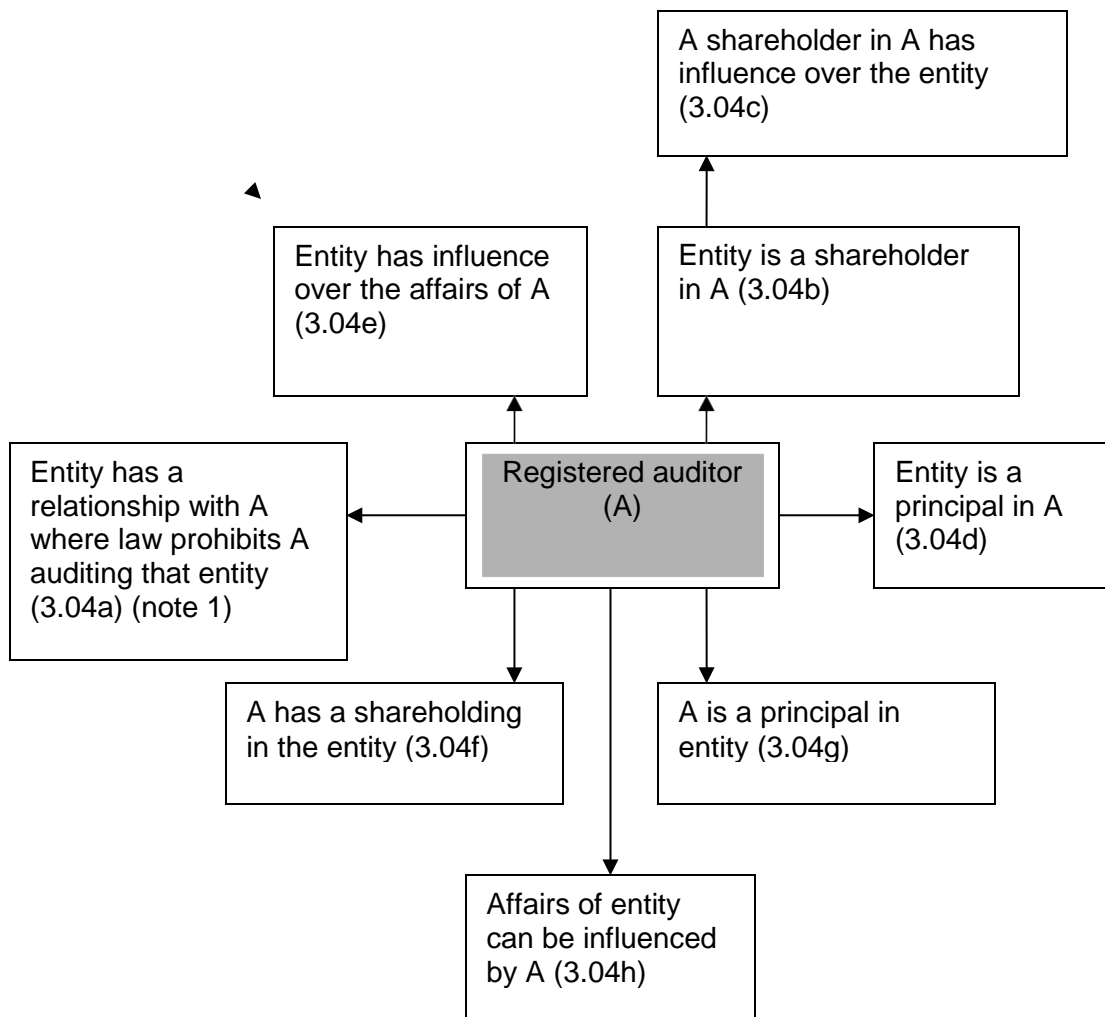 A shareholder in A has
influence over the entity
(3.04c)
Entity has influence
over the affairs of A
(3.04e)
Entity is a shareholder
in A (3.04b)
Entity has a
relationship with A
where law prohibits A
auditing that entity
(3.04a) (note 1)
Registered auditor
(A)
Entity is a
principal in A
(3.04d)
A has a shareholding
in the entity (3.04f)
A is a principal in
entity (3.04g)
Affairs of entity
can be influenced
by A (3.04h)